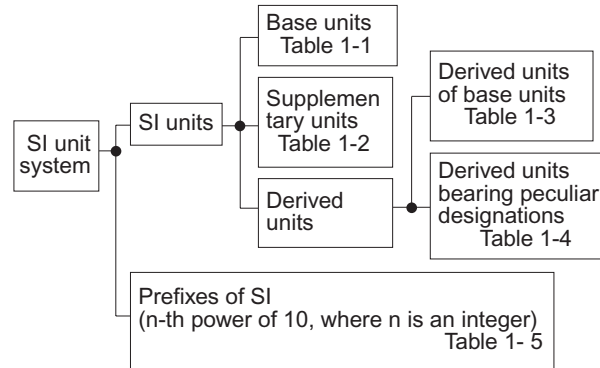 SI unit
system
SI units
Base units
Table 1-1
Supplemen
tary units
Table 1-2
Derived
units
Derived units
of base units
Table 1-3
Derived units
bearing peculiar
designations
Table 1-4
Prefixes of SI
(n-th power of 10, where n is an integer)
Table 1- 5